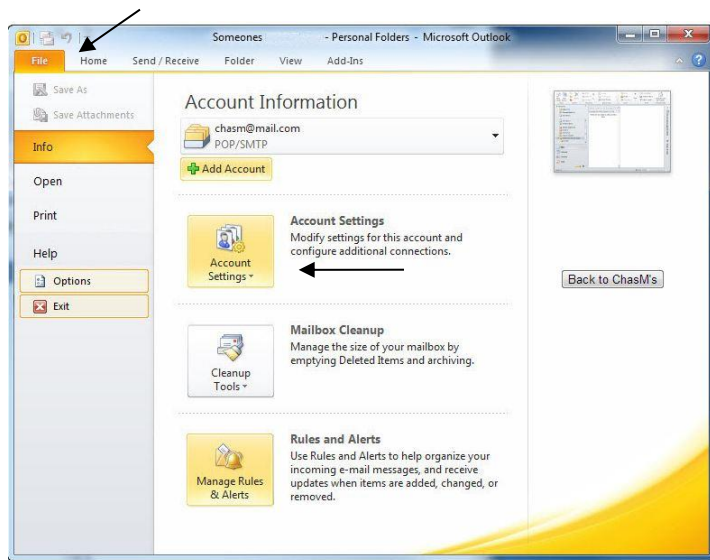 Someones - Personal Folders - Microsoft Outlook
File Home Send / Receive Folder View Add-Ins
Save As
Save Attachments
Info
Open
Print
Help
Options
Exit
Account Information
chasm@mail.com
POP/SMTP
Add Account
Account Settings
Account Settings
Modify settings for this account and
configure additional connections.
Cleanup
Tools
Mailbox Cleanup
Manage the size of your mailbox by
emptying Deleted Items and archiving.
Manage Rules
& Alerts
Rules and Alerts
Use Rules and Alerts to help organize your
incoming e-mail messages, and receive
updates when items are added, changed, or
removed.
Back to ChasM's